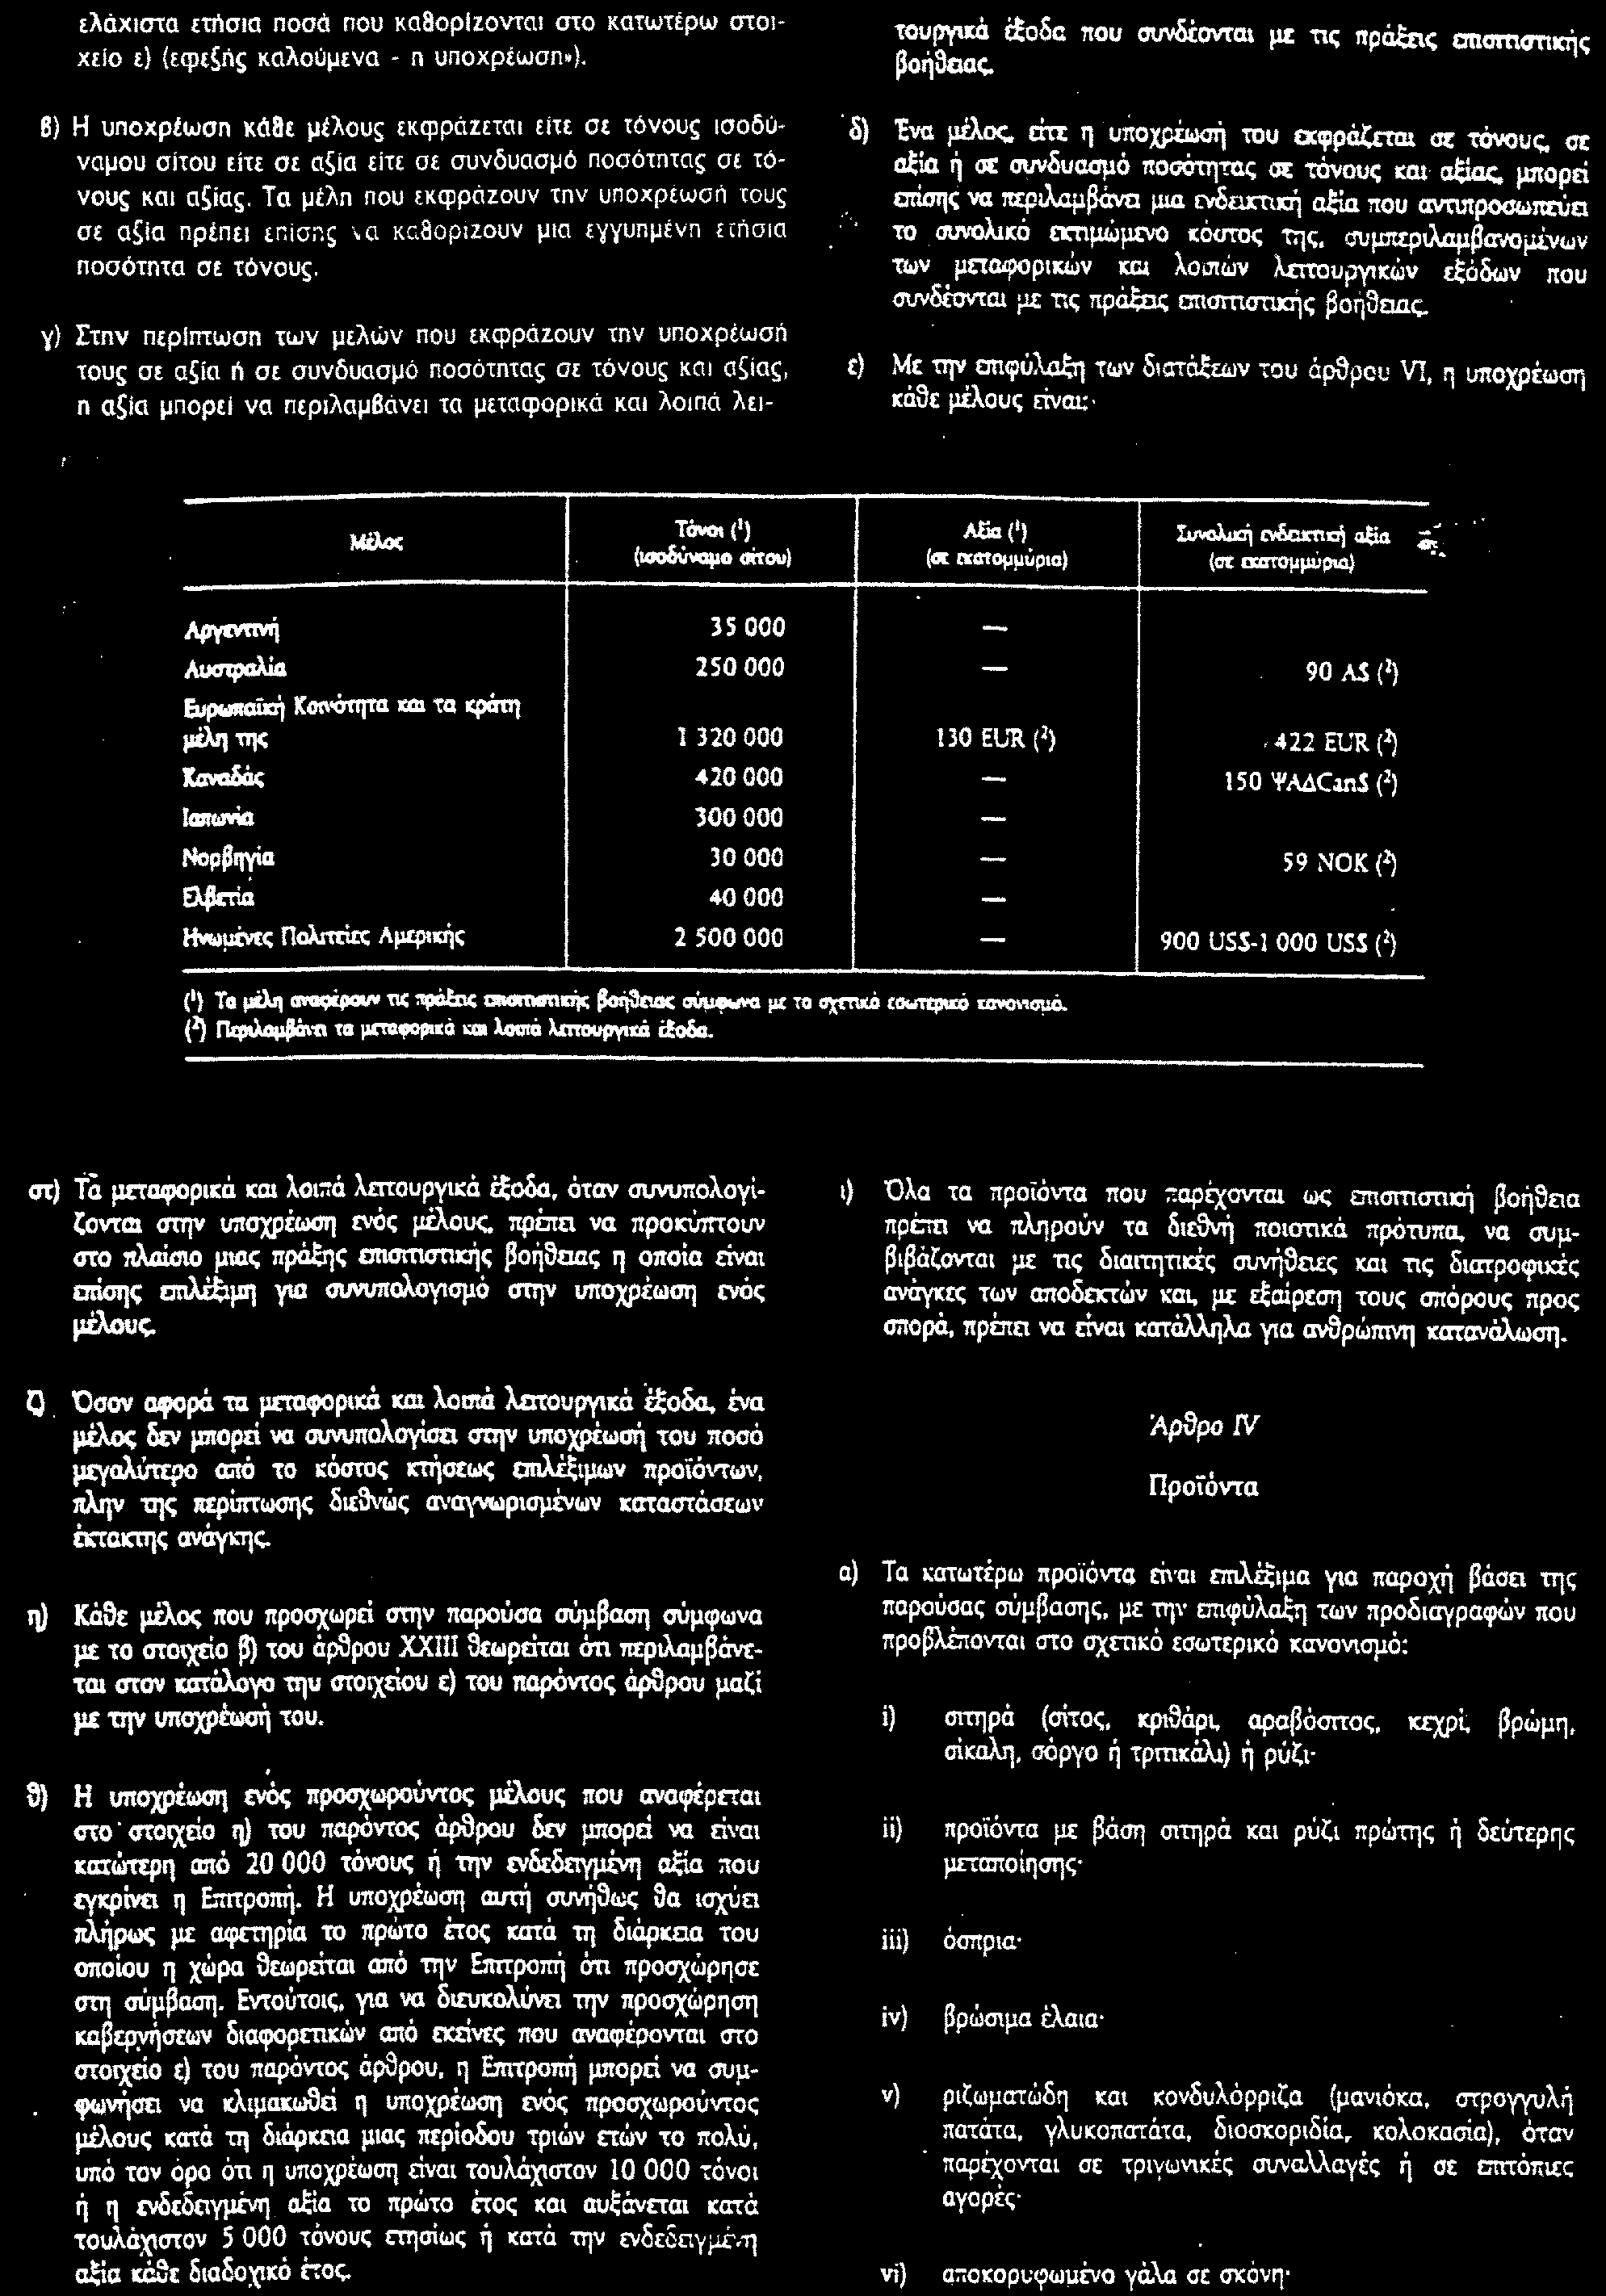 ελάχιστα ετήσια ποσά που καθορίζονται στο κατωτέρω στοι-
χείο ε) (εφεξής καλούμενα - η υποχρέωση»).
β) Η υποχρέωση κάθε μέλους εκφράζεται είτε σε τόνους ισοδύ-
ναμου σίτου είτε σε αξία είτε σε συνδυασμό ποσότητας σε τό-
νους και αξίας. Τα μέλη που εκφράζουν την υποχρέωσή τους
σε αξία πρέπει επίσης να καθορίζουν μια εγγυημένη ετήσια
ποσότητα σε τόνους.
γ) Στην περίπτωση των μελών που εκφράζουν την υποχρέωσή
τους σε αξία ή σε συνδυασμό ποσότητας σε τόνους και αξίας,
η αξία μπορεί να περιλαμβάνει τα μεταφορικά και λοιπά λει-
τουργικά έξοδα που συνδέονται με τις πράξεις επισιτιστικής
βοήθειας.
δ) Ένα μέλος, είτε η υποχρέωσή του εκφράζεται σε τόνους, σε
αξία ή σε συνδυασμό ποσότητας σε τόνους και αξίας, μπορεί
επίσης να περιλαμβάνει μια ενδεικτική αξία που αντιπροσωπεύει
το συνολικό εκτιμώμενο κόστος της, συμπεριλαμβανομένων
των μεταφορικών και λοιπών λειτουργικών εξόδων που
συνδέονται με τις πράξεις επισιτιστικής βοήθειας.
ε) Με την επιφύλαξη των διατάξεων του άρθρου VI, η υποχρέωση
κάθε μέλους είναι:
Μέλος Τόνοι (¹) Αξία (¹) Συνολική ενδεικτική αξία
(ισοδύναμο σίτου) (σε εκατομμύρια) (σε εκατομμύρια)
Αργεντινή 35 000 —
Αυστραλία 250 000 — 90 A$ (²)
Ευρωπαϊκή Κοινότητα και τα κράτη
μέλη της 1 320 000 130 EUR (²) 422 EUR (²)
Καναδάς 420 000 — 150 ΨΑΔCan$ (²)
Ιαπωνία 300 000 —
Νορβηγία 30 000 — 59 NOK (²)
Ελβετία 40 000 —
Ηνωμένες Πολιτείες Αμερικής 2 500 000 — 900 US$-1 000 US$ (²)
(¹) Τα μέλη αναφέρουν τις πράξεις επισιτιστικής βοήθειας σύμφωνα με το σχετικό εσωτερικό κανονισμό.
(²) Περιλαμβάνει τα μεταφορικά και λοιπά λειτουργικά έξοδα.
στ) Τα μεταφορικά και λοιπά λειτουργικά έξοδα, όταν συνυπολογί-
ζονται στην υποχρέωση ενός μέλους, πρέπει να προκύπτουν
στο πλαίσιο μιας πράξης επισιτιστικής βοήθειας η οποία είναι
επίσης επιλέξιμη για συνυπολογισμό στην υποχρέωση ενός
μέλους.
ζ) Όσον αφορά τα μεταφορικά και λοιπά λειτουργικά έξοδα, ένα
μέλος δεν μπορεί να συνυπολογίσει στην υποχρέωσή του ποσό
μεγαλύτερο από το κόστος κτήσεως επιλέξιμων προϊόντων,
πλην της περίπτωσης διεθνώς αναγνωρισμένων καταστάσεων
έκτακτης ανάγκης.
η) Κάθε μέλος που προσχωρεί στην παρούσα σύμβαση σύμφωνα
με το στοιχείο β) του άρθρου XXIII θεωρείται ότι περιλαμβάνε-
ται στον κατάλογο τηυ στοιχείου ε) του παρόντος άρθρου μαζί
με την υποχρέωσή του.
θ) Η υποχρέωση ενός προσχωρούντος μέλους που αναφέρεται
στο στοιχείο η) του παρόντος άρθρου δεν μπορεί να είναι
κατώτερη από 20 000 τόνους ή την ενδεδειγμένη αξία που
εγκρίνει η Επιτροπή. Η υποχρέωση αυτή συνήθως θα ισχύει
πλήρως με αφετηρία το πρώτο έτος κατά τη διάρκεια του
οποίου η χώρα θεωρείται από την Επιτροπή ότι προσχώρησε
στη σύμβαση. Εντούτοις, για να διευκολύνει την προσχώρηση
καβερνήσεων διαφορετικών από εκείνες που αναφέρονται στο
στοιχείο ε) του παρόντος άρθρου, η Επιτροπή μπορεί να συμ-
φωνήσει να κλιμακωθεί η υποχρέωση ενός προσχωρούντος
μέλους κατά τη διάρκεια μιας περίοδου τριών ετών το πολύ,
υπό τον όρο ότι η υποχρέωση είναι τουλάχιστον 10 000 τόνοι
ή η ενδεδειγμένη αξία το πρώτο έτος και αυξάνεται κατά
τουλάχιστον 5 000 τόνους ετησίως ή κατά την ενδεδειγμένη
αξία κάθε διαδοχικό έτος.
ι) Όλα τα προϊόντα που παρέχονται ως επισιτιστική βοήθεια
πρέπει να πληρούν τα διεθνή ποιοτικά πρότυπα, να συμ-
βιβάζονται με τις διαιτητικές συνήθειες και τις διατροφικές
ανάγκες των αποδεκτών και, με εξαίρεση τους σπόρους προς
σπορά, πρέπει να είναι κατάλληλα για ανθρώπινη κατανάλωση.
Άρθρο IV
Προϊόντα
α) Τα κατωτέρω προϊόντα είναι επιλέξιμα για παροχή βάσει της
παρούσας σύμβασης, με την επιφύλαξη των προδιαγραφών που
προβλέπονται στο σχετικό εσωτερικό κανονισμό:
i) σιτηρά (σίτος, κριθάρι, αραβόσιτος, κεχρί, βρώμη,
σίκαλη, σόργο ή τριτικάλι) ή ρύζι·
ii) προϊόντα με βάση σιτηρά και ρύζι πρώτης ή δεύτερης
μεταποίησης·
iii) όσπρια·
iv) βρώσιμα έλαια·
v) ριζωματώδη και κονδυλόρριζα (μανιόκα, στρογγυλή
πατάτα, γλυκοπατάτα, διοσκοριδία, κολοκασία), όταν
παρέχονται σε τριγωνικές συναλλαγές ή σε επιτόπιες
αγορές·
vi) αποκορυφωμένο γάλα σε σκόνη·